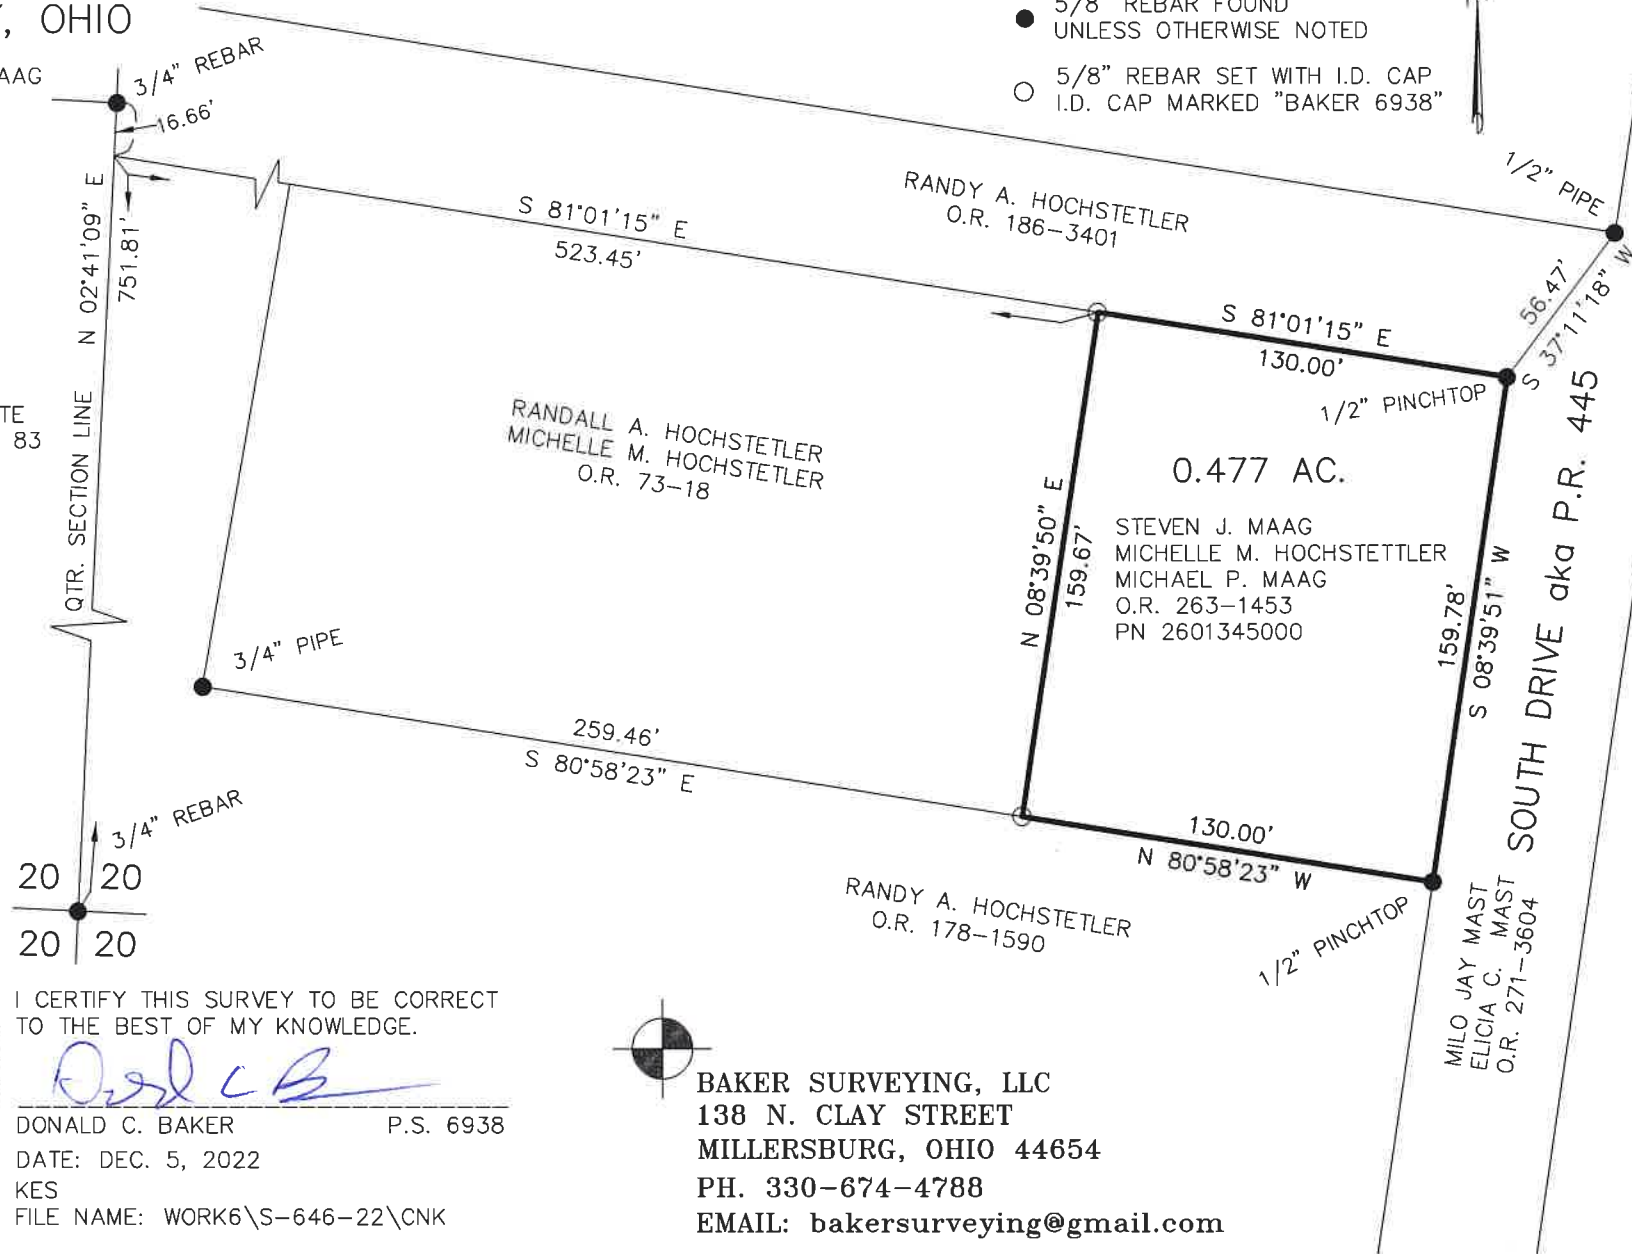 , OHIO
AAG
3/4" REBAR
16.66'
5/8" REBAR FOUND
UNLESS OTHERWISE NOTED
5/8" REBAR SET WITH I.D. CAP
I.D. CAP MARKED "BAKER 6938"
1/2" PIPE
RANDY A. HOCHSTETLER
O.R. 186-3401
S 81°01'15" E
523.45'
QTR. SECTION LINE N 02°41'09" E
751.81'
56.47'
S 37°11'18" W
S 81°01'15" E
130.00'
1/2" PINCHTOP
TE
83
RANDALL A. HOCHSTETLER
MICHELLE M. HOCHSTETLER
O.R. 73-18
0.477 AC.
N 08°39'50" E
159.67'
STEVEN J. MAAG
MICHELLE M. HOCHSTETTLER
MICHAEL P. MAAG
O.R. 263-1453
PN 2601345000
159.78'
S 08°39'51" W
SOUTH DRIVE aka P.R. 445
3/4" PIPE
259.46'
S 80°58'23" E
130.00'
N 80°58'23" W
3/4" REBAR
20 20
20 20
RANDY A. HOCHSTETLER
O.R. 178-1590
1/2" PINCHTOP
MILO JAY MAST
ELICIA C. MAST
O.R. 271-3604
I CERTIFY THIS SURVEY TO BE CORRECT
TO THE BEST OF MY KNOWLEDGE.
DONALD C. BAKER P.S. 6938
DATE: DEC. 5, 2022
KES
FILE NAME: WORK6\S-646-22\CNK
BAKER SURVEYING, LLC
138 N. CLAY STREET
MILLERSBURG, OHIO 44654
PH. 330-674-4788
EMAIL: bakersurveying@gmail.com